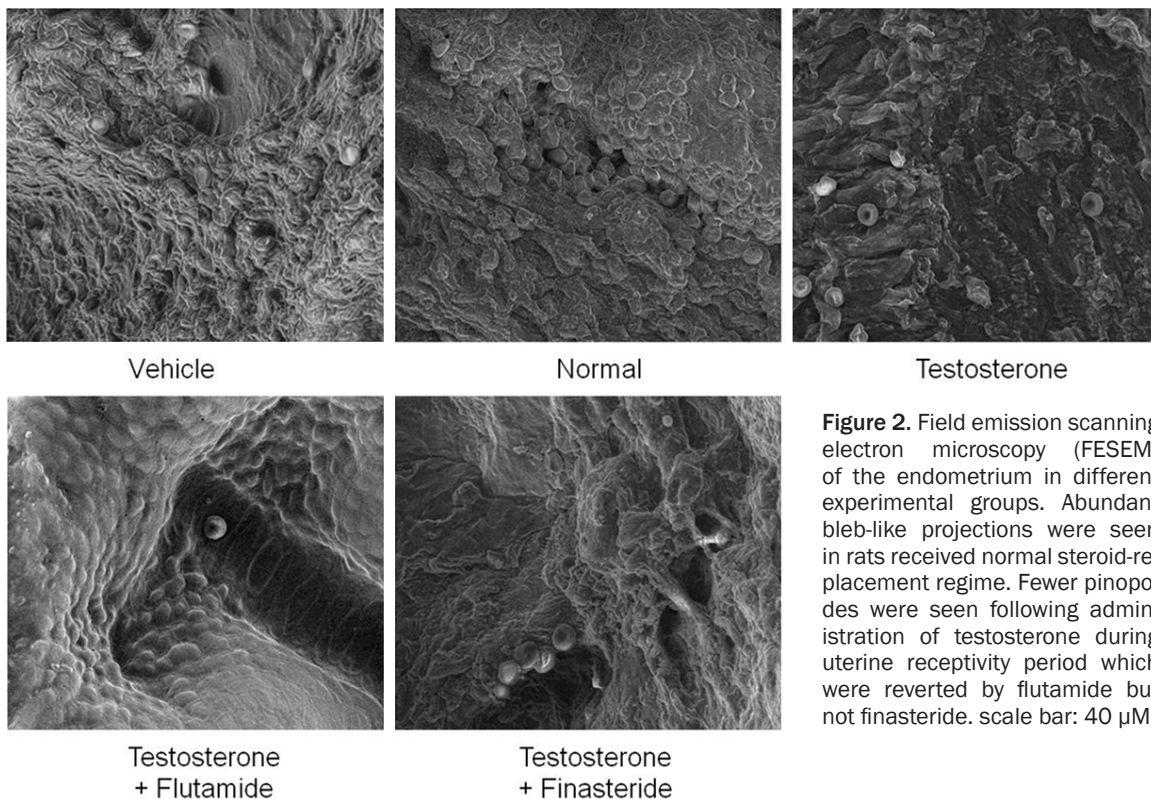 Vehicle
Normal
Testosterone
Testosterone
+ Flutamide
Testosterone
+ Finasteride
Figure 2. Field emission scanning
electron microscopy (FESEM
of the endometrium in differen
experimental groups. Abundan
bleb-like projections were seen
in rats received normal steroid-re
placement regime. Fewer pinopo
des were seen following admin
istration of testosterone during
uterine receptivity period which
were reverted by flutamide bu
not finasteride. scale bar: 40 µM